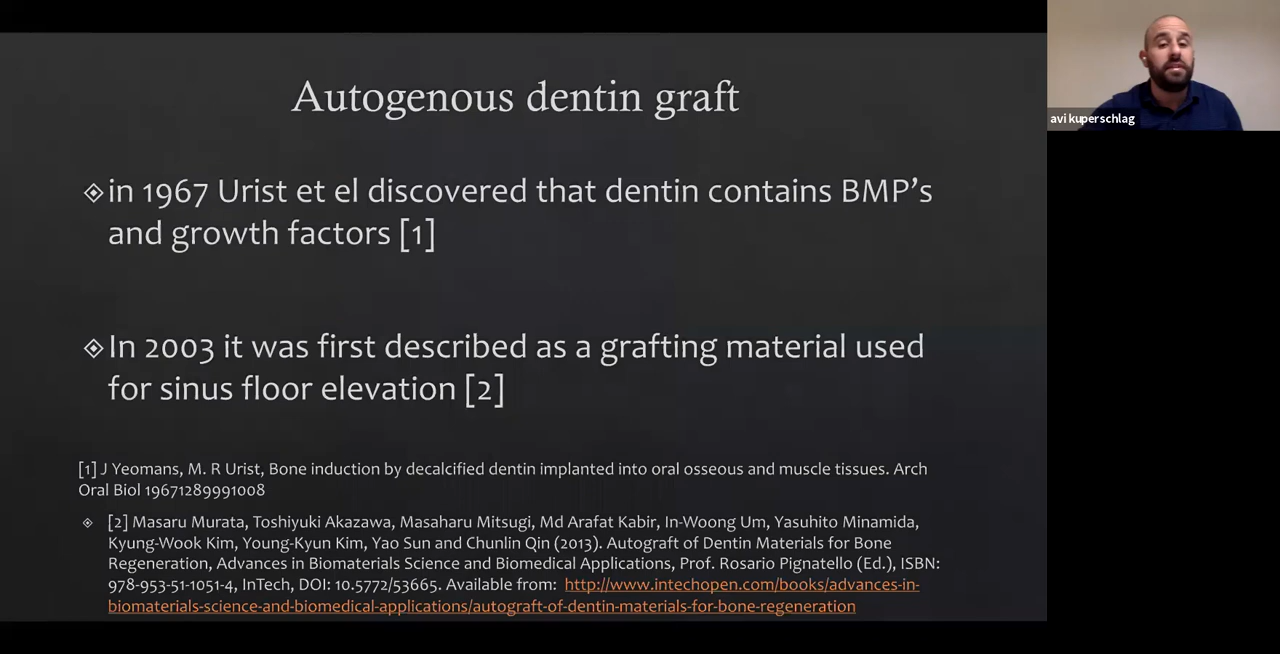 Autogenous dentin graft
avi kuperschlag
in 1967 Urist et el discovered that dentin contains BMP’s
and growth factors [1]
In 2003 it was first described as a grafting material used
for sinus floor elevation [2]
[1] J Yeomans, M. R Urist, Bone induction by decalcified dentin implanted into oral osseous and muscle tissues. Arch
Oral Biol 19671289991008
[2] Masaru Murata, Toshiyuki Akazawa, Masaharu Mitsugi, Md Arafat Kabir, In-Woong Um, Yasuhito Minamida,
Kyung-Wook Kim, Young-Kyun Kim, Yao Sun and Chunlin Qin (2013). Autograft of Dentin Materials for Bone
Regeneration, Advances in Biomaterials Science and Biomedical Applications, Prof. Rosario Pignatello (Ed.), ISBN:
978-953-51-1051-4, InTech, DOI: 10.5772/53665. Available from: http://www.intechopen.com/books/advances-in-
biomaterials-science-and-biomedical-applications/autograft-of-dentin-materials-for-bone-regeneration